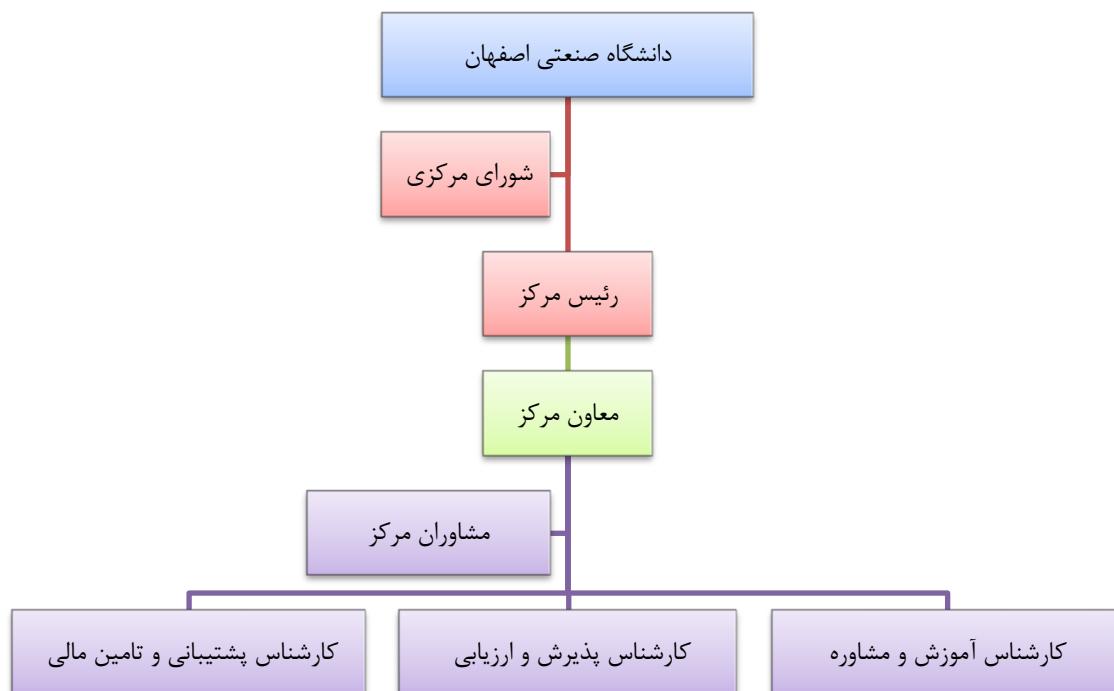 دانشگاه صنعتی اصفهان
شورای مرکزی
رئیس مرکز
معاون مرکز
مشاوران مرکز
کارشناس آموزش و مشاوره
کارشناس پذیرش و ارزیابی
کارشناس پشتیبانی و تامین مالی